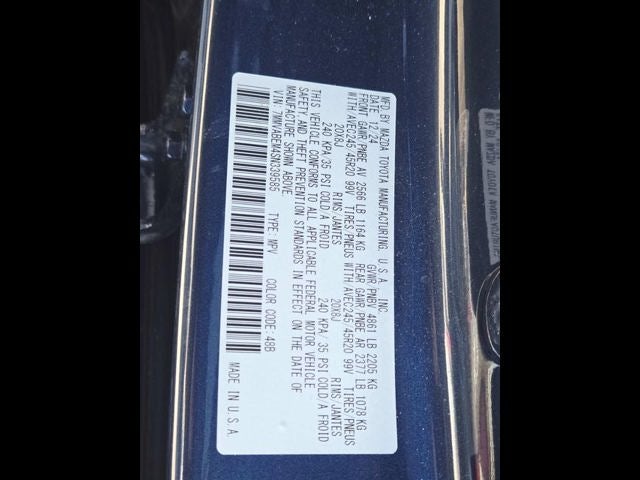 MFD. BY MAZDA TOYOTA MANUFACTURING, U.S.A., INC.
DATE 12/24 GVWR/PNBV 4861 LB 2205 KG
FRONT GAWR/PNBE AV 2566 LB 1164 KG REAR GAWR/PNBE AR 2377 LB 1078 KG
WITH/AVEC245/45R20 99V TIRES/PNEUS WITH/AVEC245/45R20 99V TIRES/PNEUS
20X8J RIMS/JANTES 20X8J RIMS/JANTES
240 KPA/35 PSI COLD/A FROID 240 KPA/35 PSI COLD/A FROID
THIS VEHICLE CONFORMS TO ALL APPLICABLE FEDERAL MOTOR VEHICLE
SAFETY AND THEFT PREVENTION STANDARDS IN EFFECT ON THE DATE OF
MANUFACTURE SHOWN ABOVE.
VIN: 7MMVABEM4SN339585 TYPE: MPV COLOR CODE: 48B
MADE IN U.S.A.